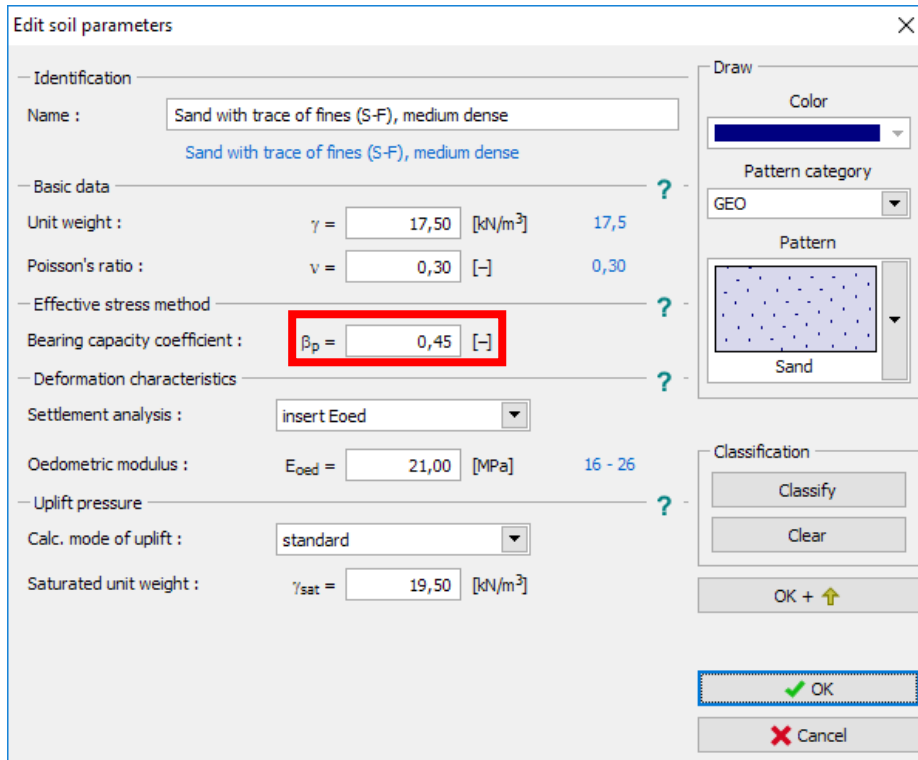 Edit soil parameters
Identification
Name : Sand with trace of fines (S-F), medium dense
Sand with trace of fines (S-F), medium dense
Basic data ?
Unit weight : γ = 17,50 [kN/m³] 17,5
Poisson's ratio : ν = 0,30 [–] 0,30
Effective stress method ?
Bearing capacity coefficient : βp = 0,45 [–]
Deformation characteristics ?
Settlement analysis : insert Eoed
Oedometric modulus : Eoed = 21,00 [MPa] 16 - 26
Uplift pressure ?
Calc. mode of uplift : standard
Saturated unit weight : γsat = 19,50 [kN/m³]
Draw
Color
Pattern category
GEO
Pattern
Sand
Classification
Classify
Clear
OK +
OK
Cancel